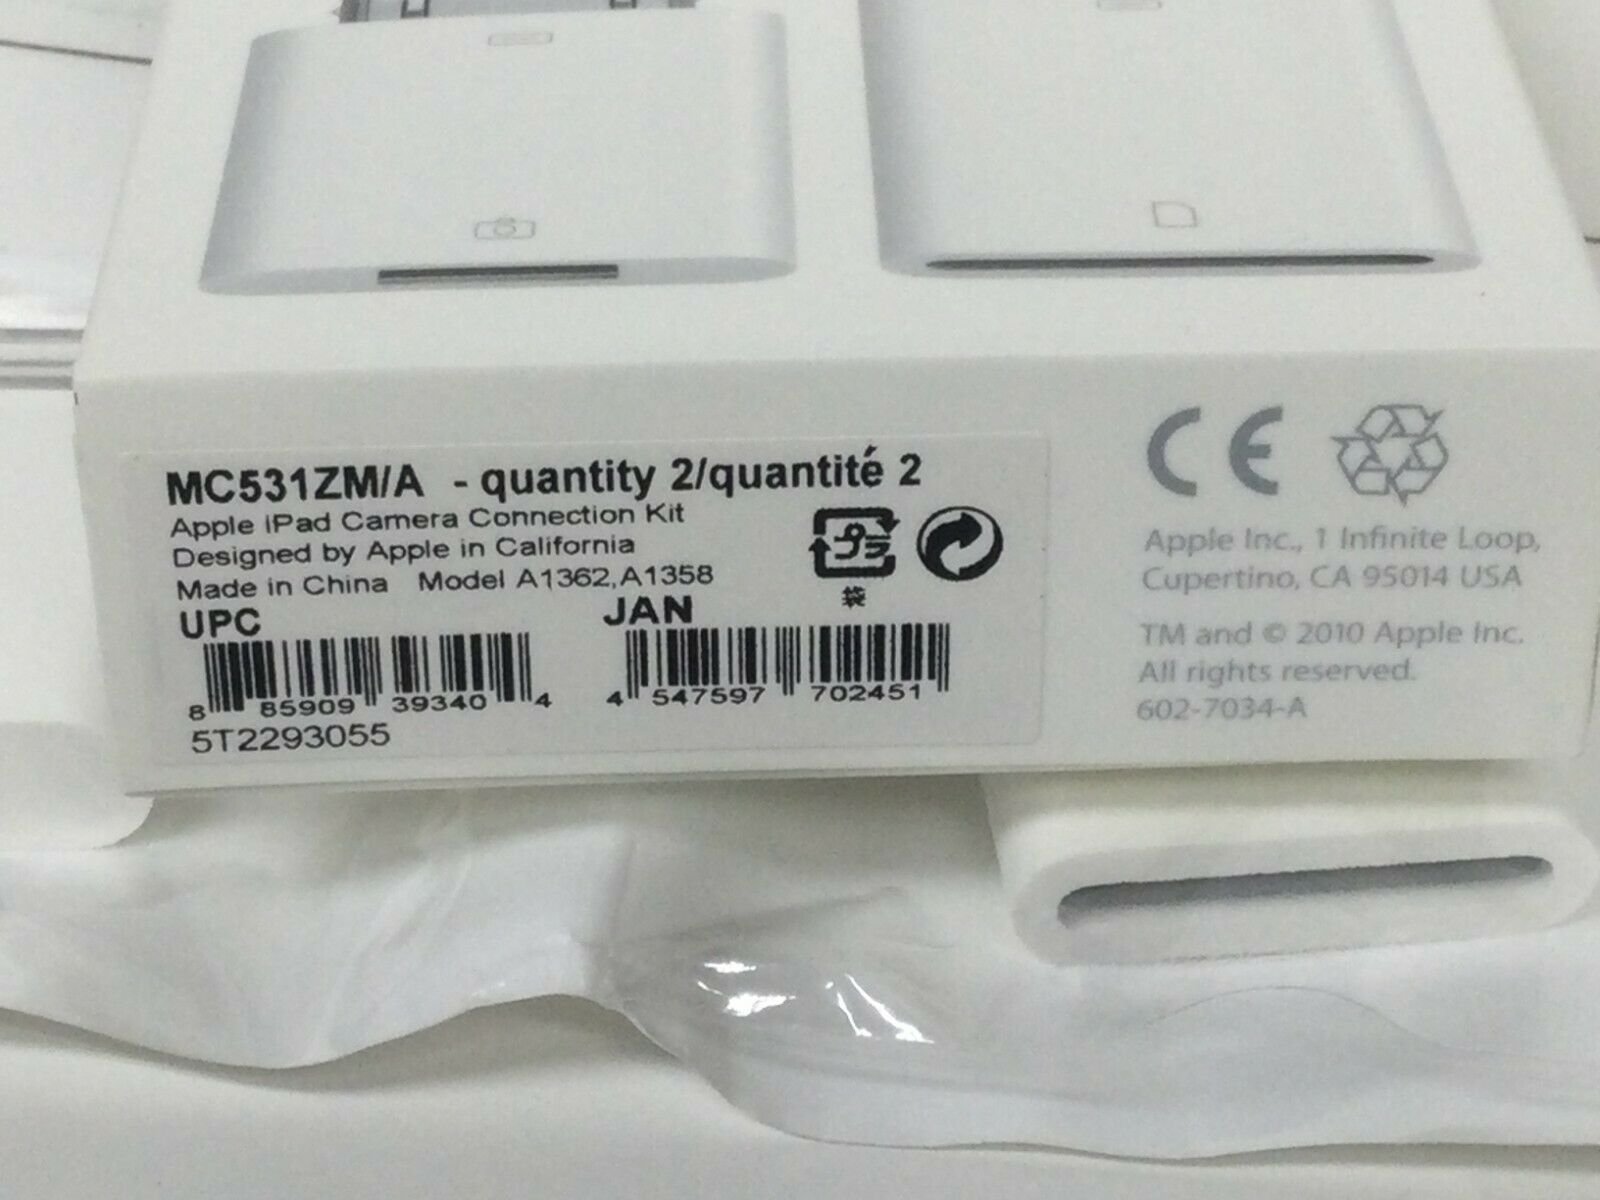 MC531ZM/A - quantity 2/quantité 2
Apple iPad Camera Connection Kit
Designed by Apple in California
Made in China Model A1362,A1358
プラ
袋
UPC
8 85909 39340 4
5T2293055
JAN
4 547597 702451
CE
Apple Inc., 1 Infinite Loop,
Cupertino, CA 95014 USA
TM and © 2010 Apple Inc.
All rights reserved.
602-7034-A